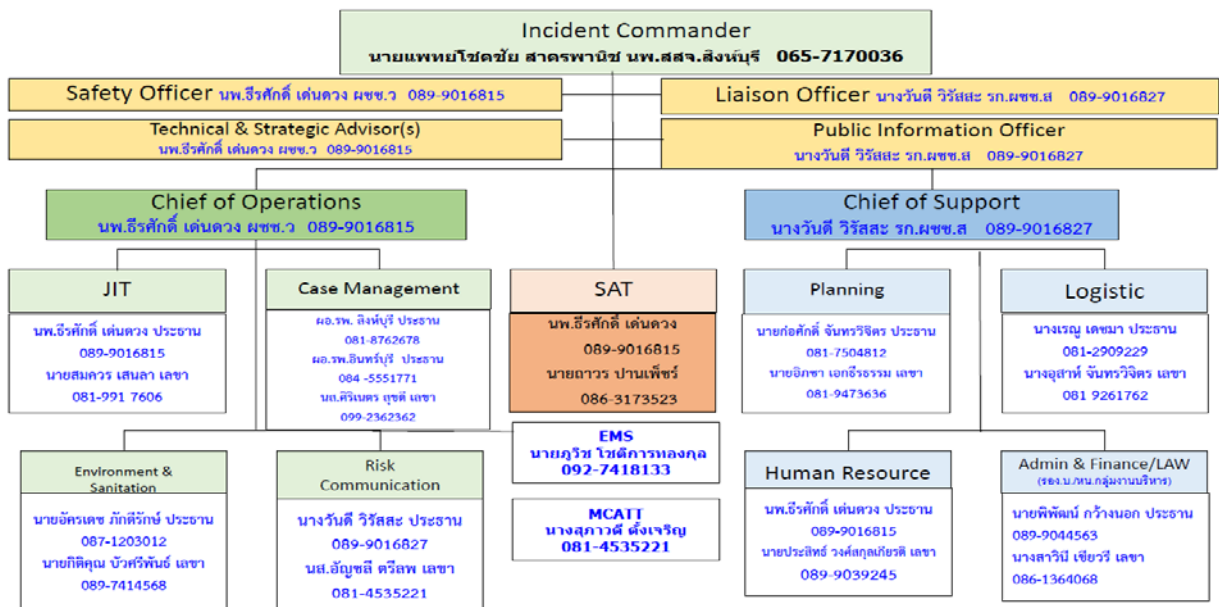 Incident Commander
นายแพทย์โชคชัย สาครพานิช นพ.สสจ.สิงห์บุรี 065-7170036
Safety Officer นพ.ธีรศักดิ์ เด่นดวง ผชช.ว 089-9016815
Liaison Officer นางวันดี วิรัสสะ รก.ผชช.ส 089-9016827
Technical & Strategic Advisor(s)
นพ.ธีรศักดิ์ เด่นดวง ผชช.ว 089-9016815
Public Information Officer
นางวันดี วิรัสสะ รก.ผชช.ส 089-9016827
Chief of Operations
นพ.ธีรศักดิ์ เด่นดวง ผชช.ว 089-9016815
Chief of Support
นางวันดี วิรัสสะ รก.ผชช.ส 089-9016827
JIT
นพ.ธีรศักดิ์ เด่นดวง ประธาน
089-9016815
นายสมควร เสนลา เลขา
081-991 7606
Case Management
ผอ.รพ. สิงห์บุรี ประธาน
081-8762678
ผอ.รพ.อินทร์บุรี ประธาน
084 -5551771
นส.ศิริเนตร สุขดี เลขา
099-2362362
SAT
นพ.ธีรศักดิ์ เด่นดวง
089-9016815
นายถาวร ปานเพ็ชร์
086-3173523
Planning
นายก่อศักดิ์ จันทรวิจิตร ประธาน
081-7504812
นายอิภชา เอกธีรธรรม เลขา
081-9473636
Logistic
นางเรณู เดชมา ประธาน
081-2909229
นางอุสาห์ จันทรวิจิตร เลขา
081 9261762
EMS
นายภูวิช โชติการทองกุล
092-7418133
MCATT
นางสุภาวดี ตั้งเจริญ
081-4535221
Environment &
Sanitation
นายอัครเดช ภักดีรักษ์ ประธาน
087-1203012
นายกิติคุณ บัวศรีพันธ์ เลขา
089-7414568
Risk
Communication
นางวันดี วิรัสสะ ประธาน
089-9016827
นส.อัญชลี ตรีลพ เลขา
081-4535221
Human Resource
นพ.ธีรศักดิ์ เด่นดวง ประธาน
089-9016815
นายประสิทธ์ วงศ์สกุลเกียรติ เลขา
089-9039245
Admin & Finance/LAW
(รอง.บ./หน.กลุ่มงานบริหาร)
นายพิพัฒน์ กว้างนอก ประธาน
089-9044563
นางสาวินี เขียวรี เลขา
086-1364068